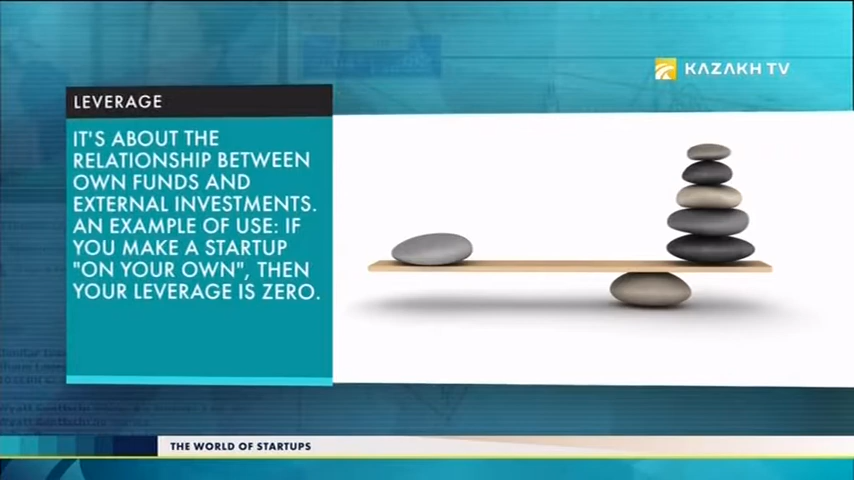 KAZAKH TV
LEVERAGE
IT'S ABOUT THE
RELATIONSHIP BETWEEN
OWN FUNDS AND
EXTERNAL INVESTMENTS.
AN EXAMPLE OF USE: IF
YOU MAKE A STARTUP
"ON YOUR OWN", THEN
YOUR LEVERAGE IS ZERO.
THE WORLD OF STARTUPS